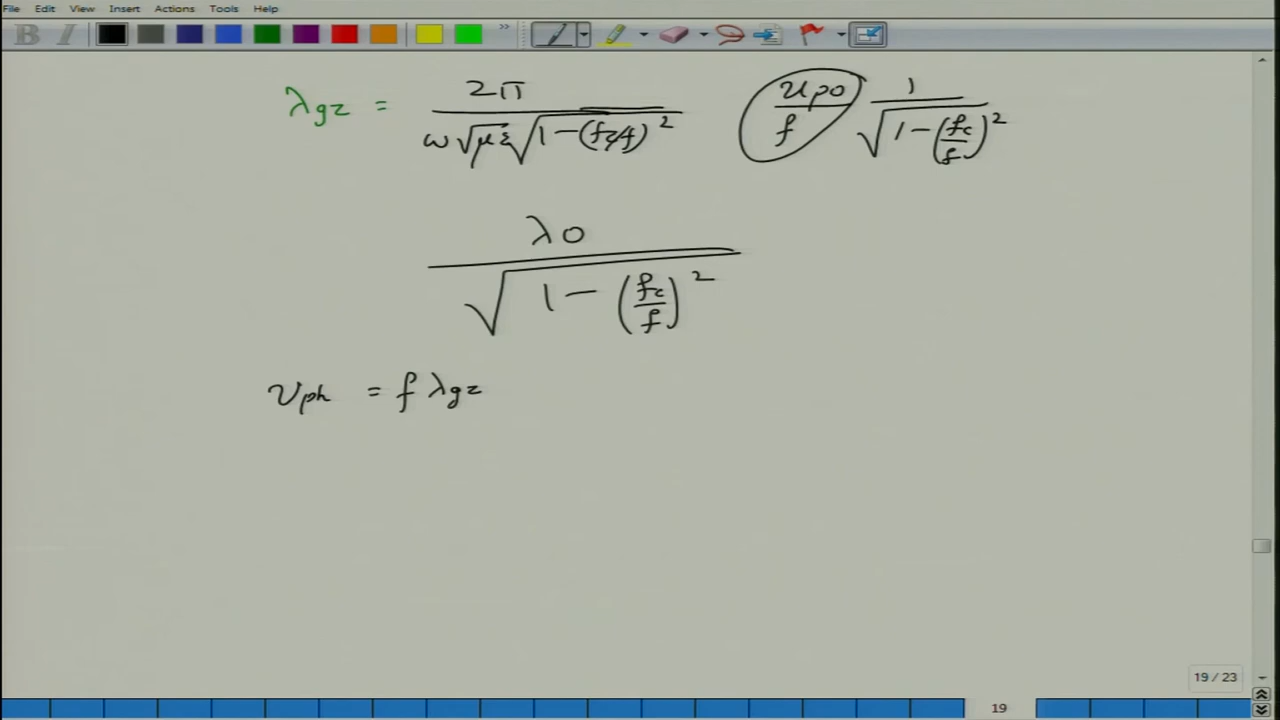 File Edit View Insert Actions Tools Help
B I
λgz = 2π / ω√με √1-(fc/f)² upo / f 1 / √1-(fc/f)²
λ0 / √1-(fc/f)²
υph = f λgz
19 / 23
19